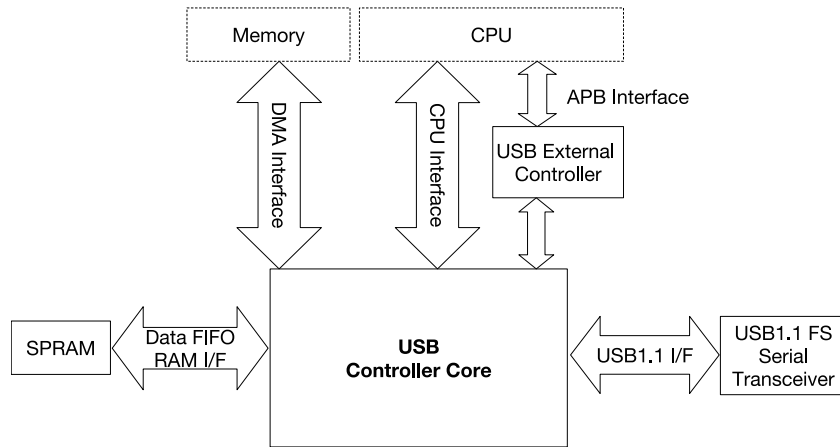 Memory
CPU
DMA Interface
CPU Interface
APB Interface
USB External
Controller
SPRAM
Data FIFO
RAM I/F
USB
Controller Core
USB1.1 I/F
USB1.1 FS
Serial
Transceiver